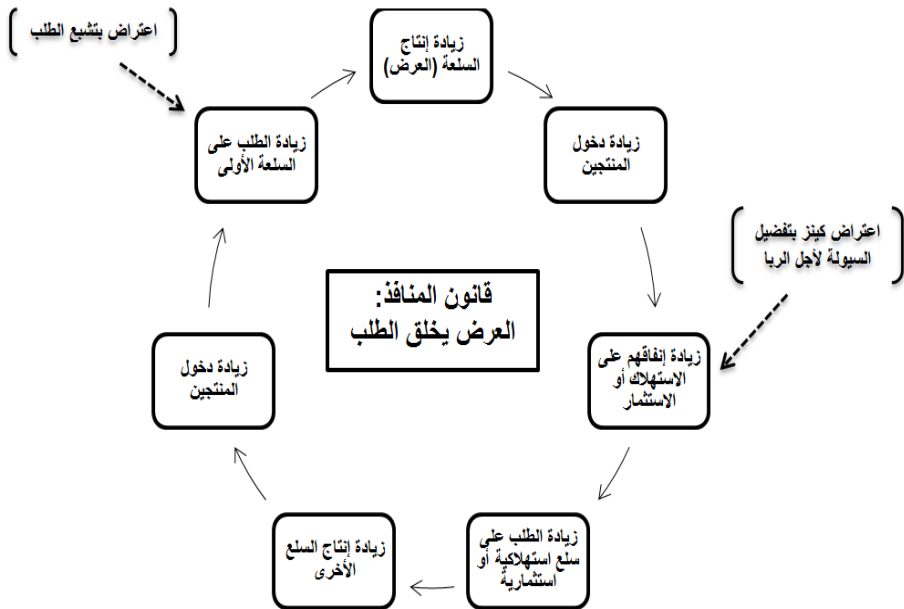 اعتراض بتشبع الطلب
زيادة إنتاج
السلعة (العرض)
زيادة دخول
المنتجين
اعتراض كينز بتفضيل
السيولة لأجل الربا
زيادة إنفاقهم على
الاستهلاك أو
الاستثمار
زيادة الطلب على
سلع استهلاكية أو
استثمارية
زيادة إنتاج السلع
الأخرى
زيادة دخول
المنتجين
زيادة الطلب على
السلعة الأولى
قانون المنافذ:
العرض يخلق الطلب